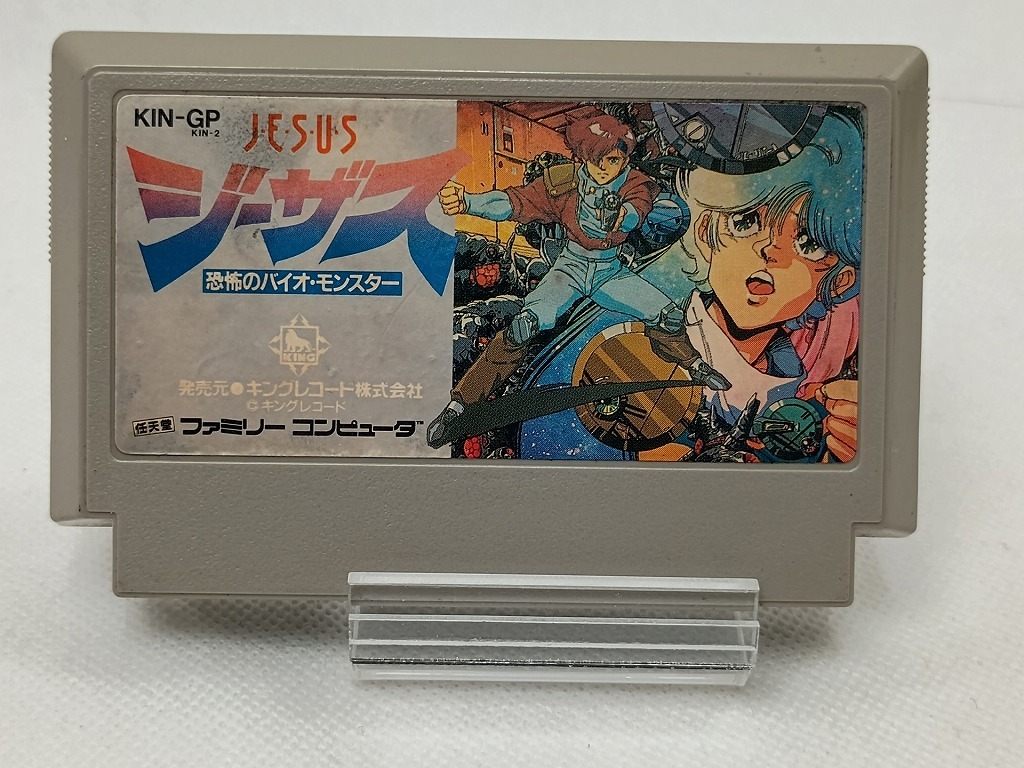 KIN-GP
KIN-2
J・E・S・U・S
ジーザス
恐怖のバイオ・モンスター
KING
発売元●キングレコード株式会社
©キングレコード
任天堂 ファミリー コンピュータ™